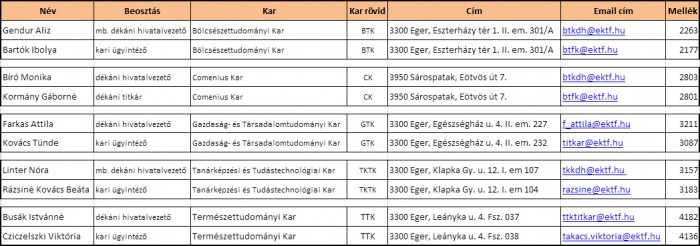 Név Beosztás Kar Kar rövid Cím Email cím Mellék
Gendur Aliz mb. dékáni hivatalvezető Bölcsészettudományi Kar BTK 3300 Eger, Eszterházy tér 1. II. em. 301/A btkdh@ektf.hu 2263
Bartók Ibolya kari ügyintéző Bölcsészettudományi Kar BTK 3300 Eger, Eszterházy tér 1. II. em. 301/A btfk@ektf.hu 2177
Bíró Monika dékáni hivatalvezető Comenius Kar CK 3950 Sárospatak, Eötvös út 7. btkdh@ektf.hu 2803
Kormány Gáborné dékáni titkár Comenius Kar CK 3950 Sárospatak, Eötvös út 7. btfk@ektf.hu 2801
Farkas Attila dékáni hivatalvezető Gazdaság- és Társadalomtudományi Kar GTK 3300 Eger, Egészségház u. 4. II. em. 227 f_attila@ektf.hu 3211
Kovács Tünde kari ügyintéző Gazdaság- és Társadalomtudományi Kar GTK 3300 Eger, Egészségház u. 4. II. em. 232 titkar@ektf.hu 3087
Linter Nóra mb. dékáni hivatalvezető Tanárképzési és Tudástechnológiai Kar TKTK 3300 Eger, Klapka Gy. u. 12. I. em 107 tkkdh@ektf.hu 3157
Rázsiné Kovács Beáta kari ügyintéző Tanárképzési és Tudástechnológiai Kar TKTK 3300 Eger, Klapka Gy. u. 12. I. em. 104 razsine@ektf.hu 3183
Busák Istvánné dékáni hivatalvezető Természettudományi Kar TTK 3300 Eger, Leányka u. 4. Fsz. 037 ttktitkar@ektf.hu 4182
Cziczelszki Viktória kari ügyintéző Természettudományi Kar TTK 3300 Eger, Leányka u. 4. Fsz. 038 takacs.viktoria@ektf.hu 4136